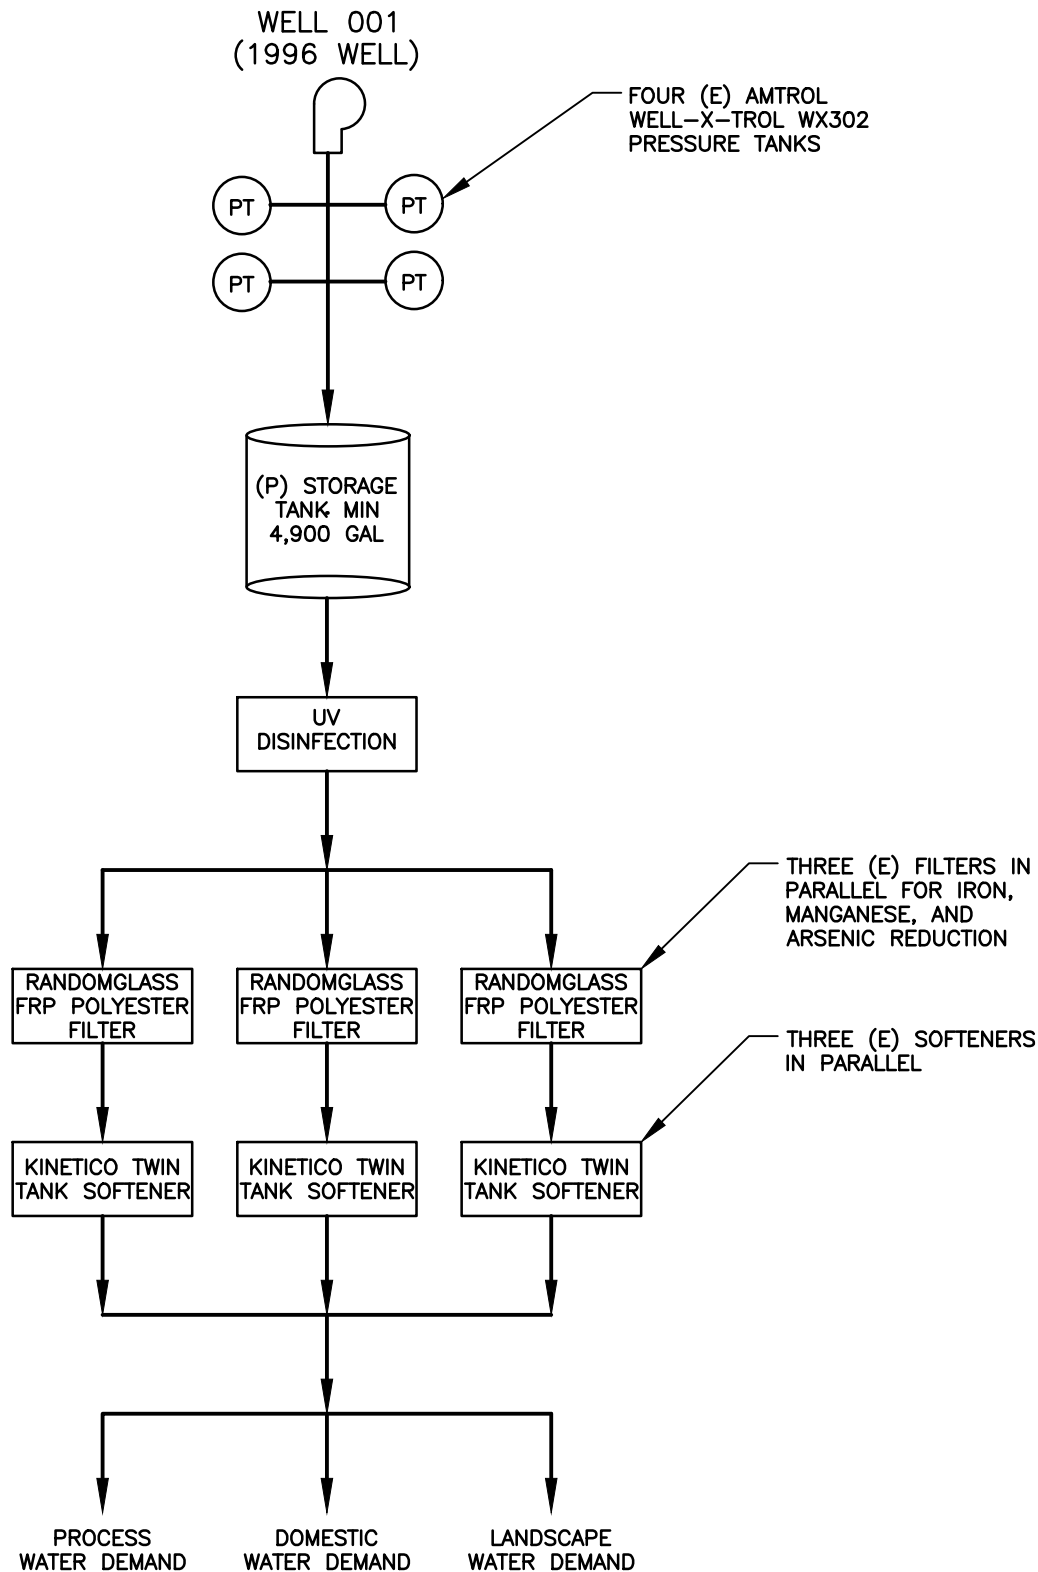 WELL 001
(1996 WELL)
FOUR (E) AMTROL
WELL-X-TROL WX302
PRESSURE TANKS
PT
PT
PT
PT
(P) STORAGE
TANK MIN
4,900 GAL
UV
DISINFECTION
THREE (E) FILTERS IN
PARALLEL FOR IRON,
MANGANESE, AND
ARSENIC REDUCTION
RANDOMGLASS
FRP POLYESTER
FILTER
RANDOMGLASS
FRP POLYESTER
FILTER
RANDOMGLASS
FRP POLYESTER
FILTER
THREE (E) SOFTENERS
IN PARALLEL
KINETICO TWIN
TANK SOFTENER
KINETICO TWIN
TANK SOFTENER
KINETICO TWIN
TANK SOFTENER
PROCESS
WATER DEMAND
DOMESTIC
WATER DEMAND
LANDSCAPE
WATER DEMAND